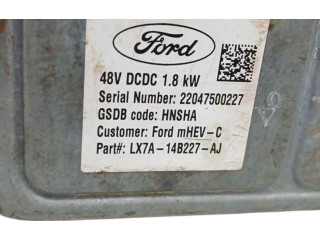 Ford
48V DCDC 1.8 kW
Serial Number: 22047500227
GSDB code: HNSHA
Customer: Ford mHEV-C
Part#: LX7A-14B227-AJ